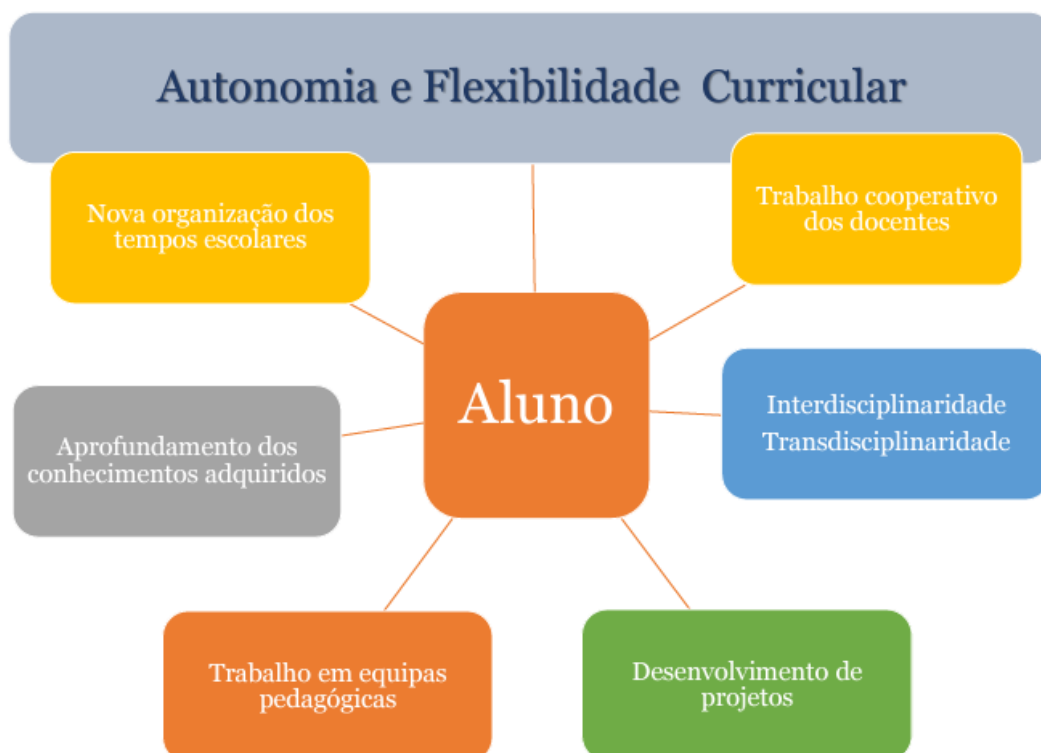 Autonomia e Flexibilidade Curricular
Nova organização dos
tempos escolares
Trabalho cooperativo
dos docentes
Aluno
Aprofundamento dos
conhecimentos adquiridos
Interdisciplinaridade
Transdisciplinaridade
Trabalho em equipas
pedagógicas
Desenvolvimento de
projetos